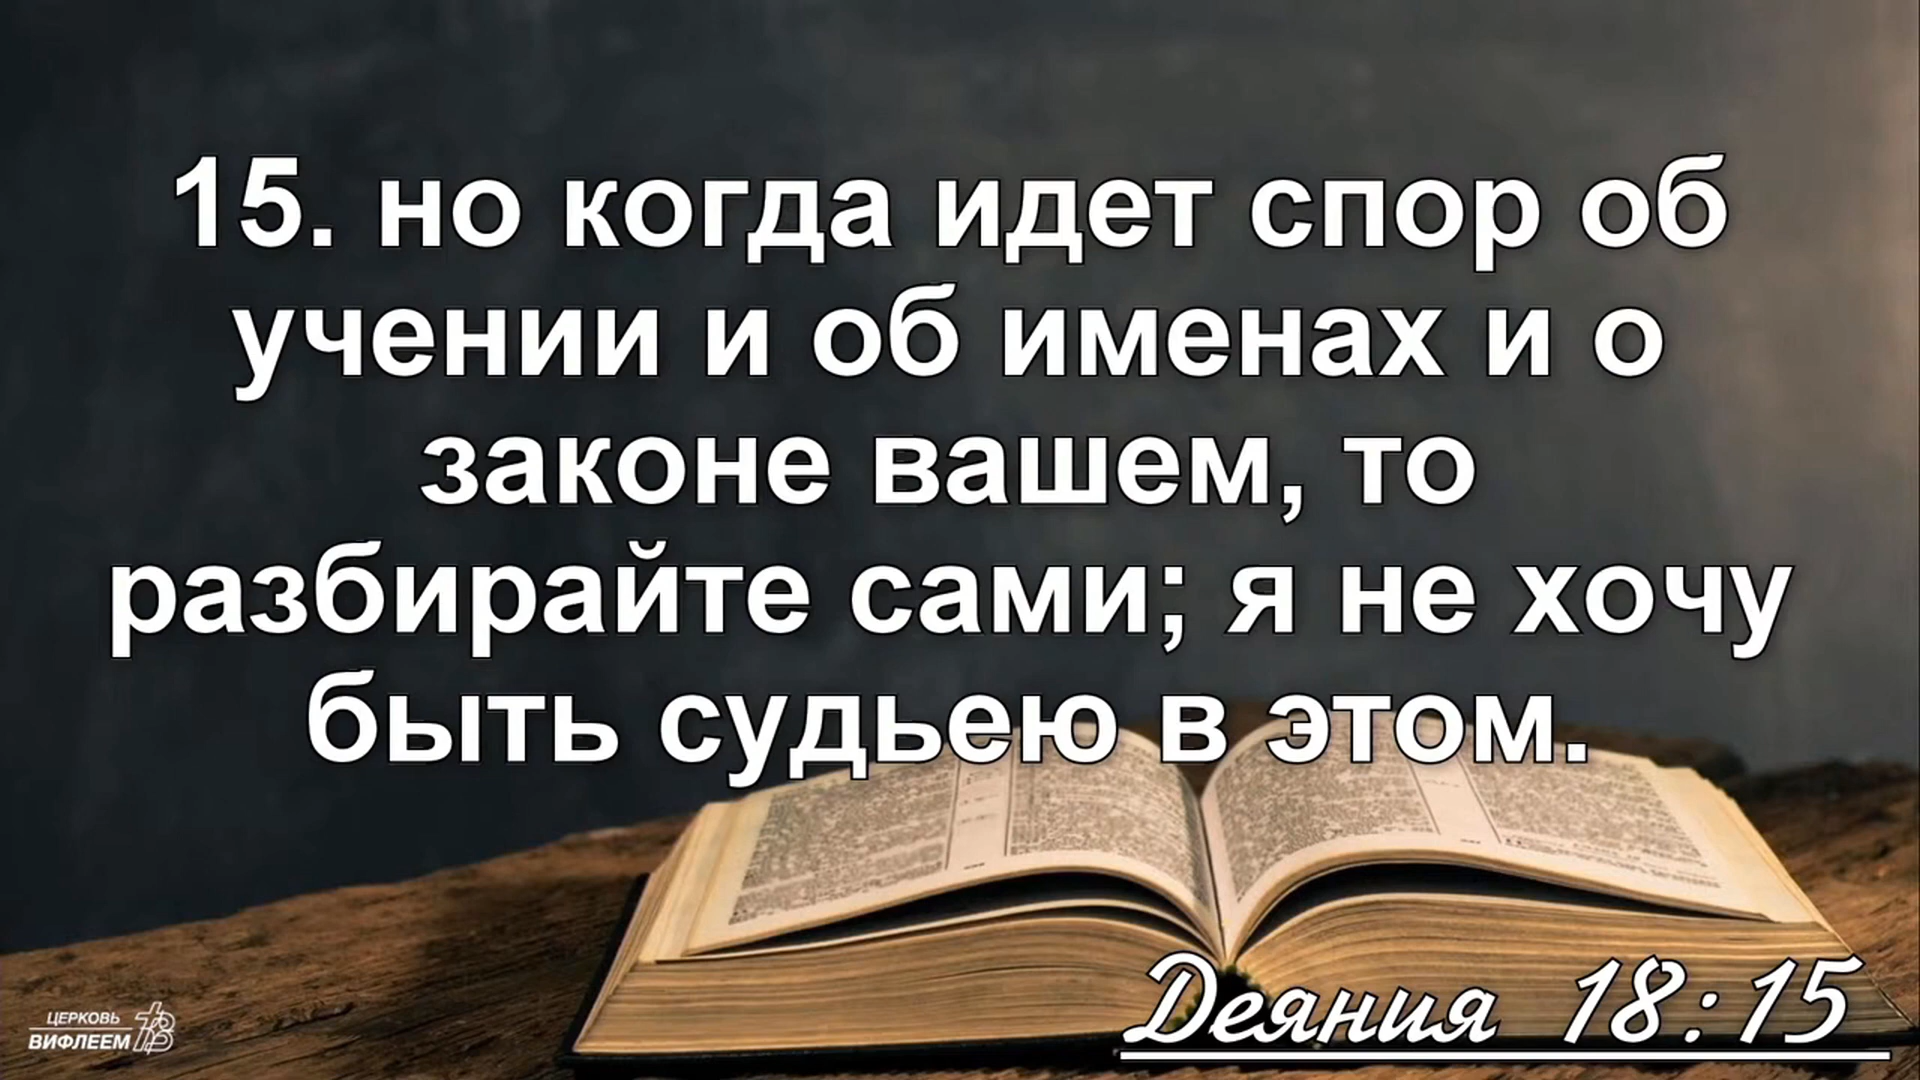 15. но когда идет спор об
учении и об именах и о
законе вашем, то
разбирайте сами; я не хочу
быть судьею в этом.
Деяния 18:15
ЦЕРКОВЬ
ВИФЛЕЕМ